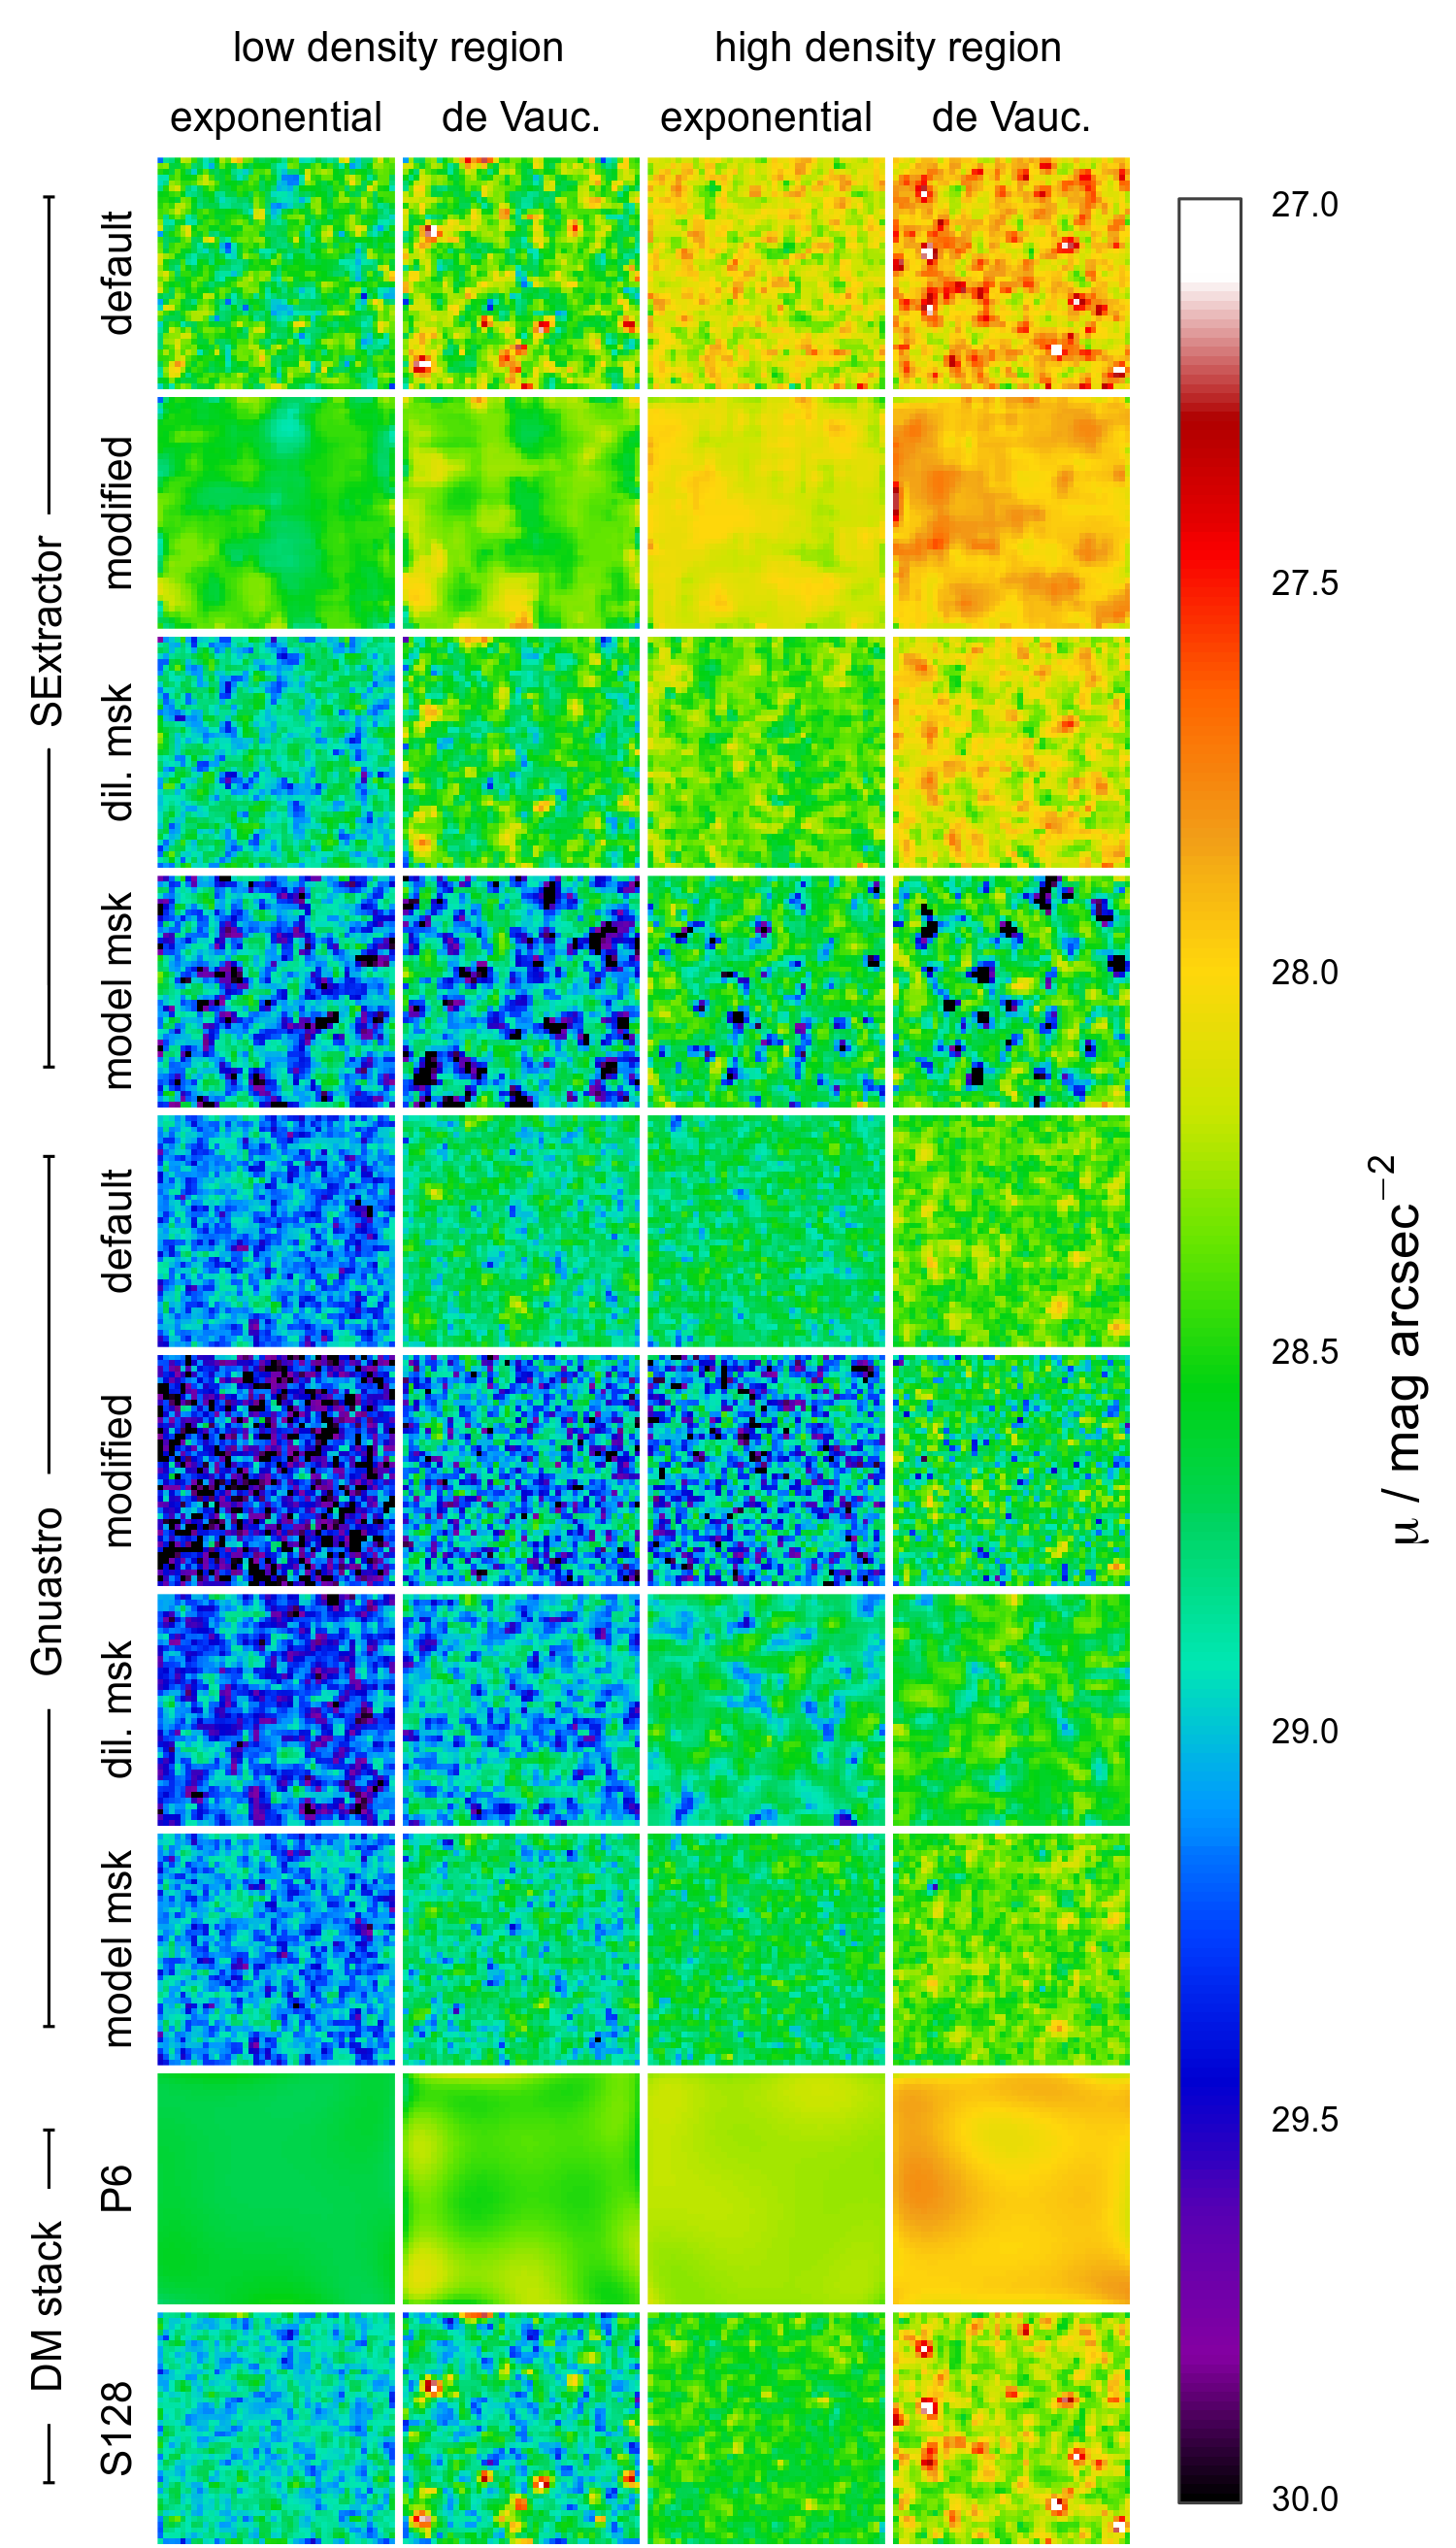 low density region high density region
exponential de Vauc. exponential de Vauc.
SExtractor
default
modified
dil. msk
model msk
Gnuastro
default
modified
dil. msk
model msk
DM stack
P6
S128
27.0
27.5
28.0
28.5
29.0
29.5
30.0
μ / mag arcsec⁻²